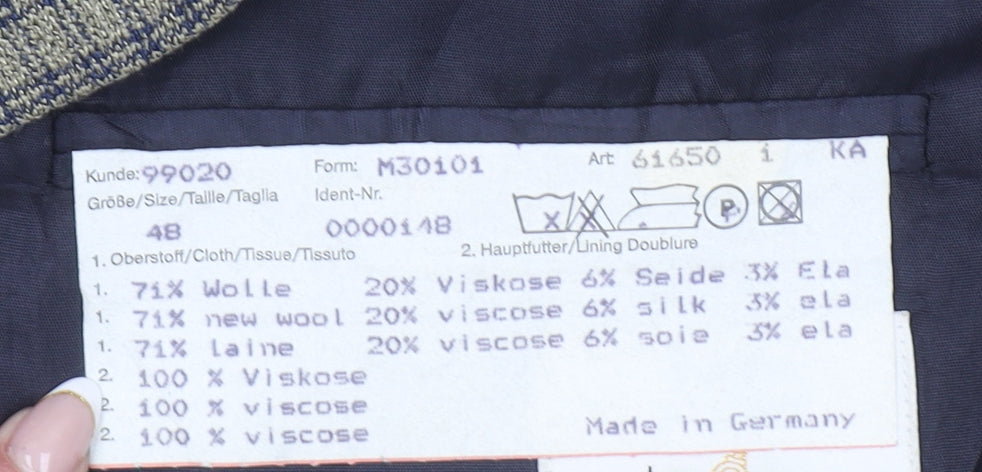 Kunde: 99020 Form: M30101 Art: 61650 1 KA
Größe/Size/Taille/Taglia Ident-Nr.
48 0000148
1. Oberstoff/Cloth/Tissue/Tissuto 2. Hauptfutter/Lining Doublure
1. 71% Wolle 20% Viskose 6% Seide 3% Ela
1. 71% new wool 20% viscose 6% silk 3% ela
1. 71% laine 20% viscose 6% soie 3% ela
2. 100 % Viskose
2. 100 % viscose
2. 100 % viscose
Made in Germany